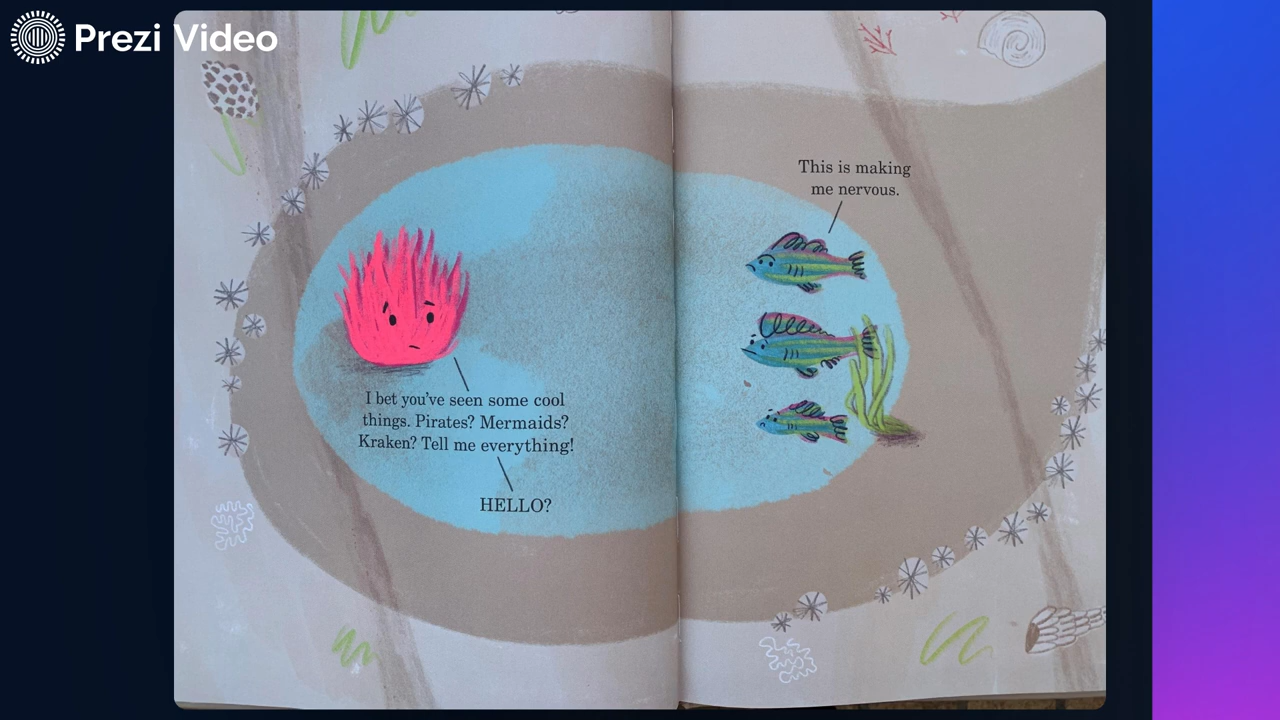 Prezi Video
I bet you've seen some cool
things. Pirates? Mermaids?
Kraken? Tell me everything!
HELLO?
This is making
me nervous.